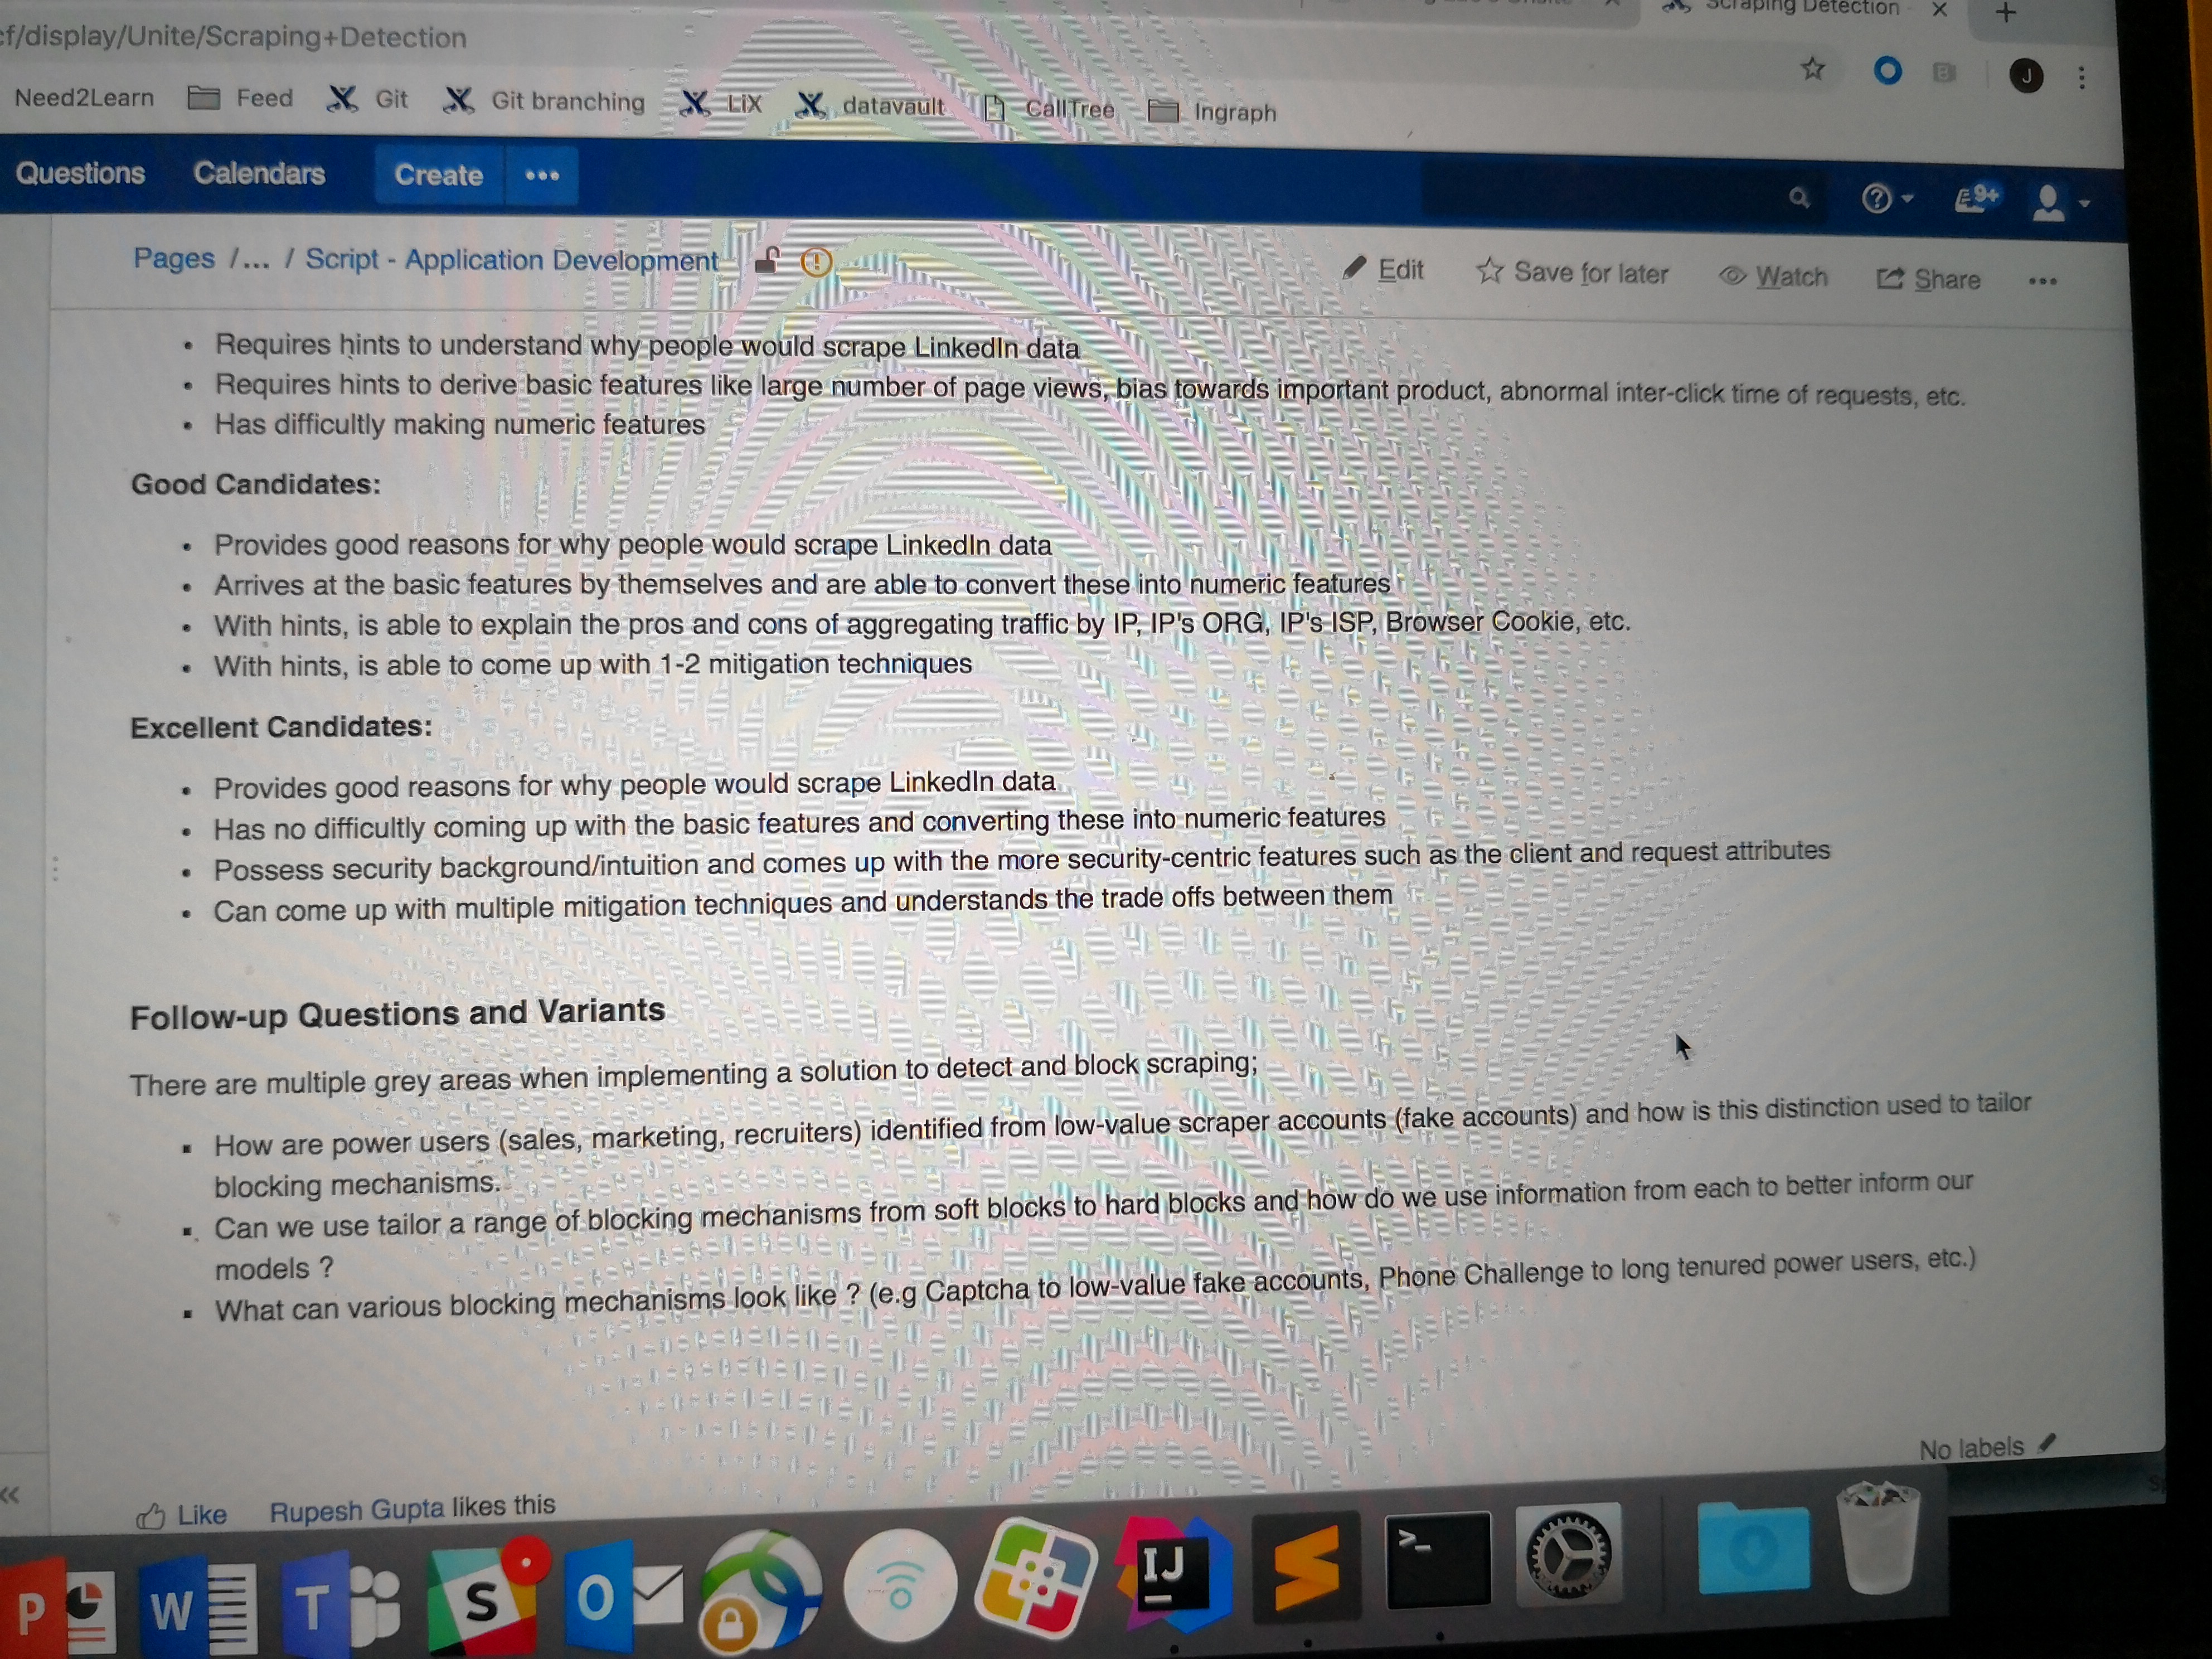 Scraping Detection
cf/display/Unite/Scraping+Detection
J
Need2Learn Feed Git Git branching LiX datavault CallTree Ingraph
Questions Calendars Create •••
? 9+
Pages /... / Script - Application Development ! Edit Save for later Watch Share •••
• Requires hints to understand why people would scrape LinkedIn data
• Requires hints to derive basic features like large number of page views, bias towards important product, abnormal inter-click time of requests, etc.
• Has difficultly making numeric features
Good Candidates:
• Provides good reasons for why people would scrape LinkedIn data
• Arrives at the basic features by themselves and are able to convert these into numeric features
• With hints, is able to explain the pros and cons of aggregating traffic by IP, IP's ORG, IP's ISP, Browser Cookie, etc.
• With hints, is able to come up with 1-2 mitigation techniques
Excellent Candidates:
• Provides good reasons for why people would scrape LinkedIn data
• Has no difficultly coming up with the basic features and converting these into numeric features
• Possess security background/intuition and comes up with the more security-centric features such as the client and request attributes
• Can come up with multiple mitigation techniques and understands the trade offs between them
Follow-up Questions and Variants
There are multiple grey areas when implementing a solution to detect and block scraping;
▪ How are power users (sales, marketing, recruiters) identified from low-value scraper accounts (fake accounts) and how is this distinction used to tailor
blocking mechanisms.
▪ Can we use tailor a range of blocking mechanisms from soft blocks to hard blocks and how do we use information from each to better inform our
models ?
▪ What can various blocking mechanisms look like ? (e.g Captcha to low-value fake accounts, Phone Challenge to long tenured power users, etc.)
No labels
Like Rupesh Gupta likes this
P W T S O IJ >_